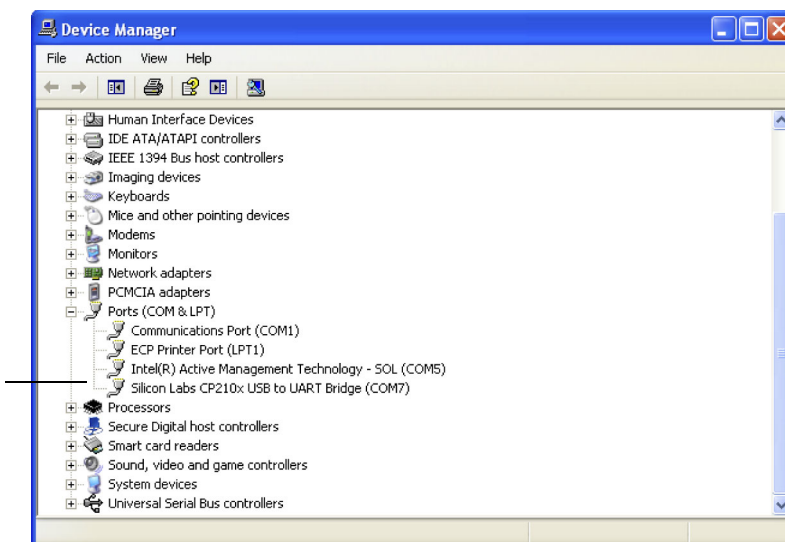 Device Manager
File Action View Help
Human Interface Devices
IDE ATA/ATAPI controllers
IEEE 1394 Bus host controllers
Imaging devices
Keyboards
Mice and other pointing devices
Modems
Monitors
Network adapters
PCMCIA adapters
Ports (COM & LPT)
Communications Port (COM1)
ECP Printer Port (LPT1)
Intel(R) Active Management Technology - SOL (COM5)
Silicon Labs CP210x USB to UART Bridge (COM7)
Processors
Secure Digital host controllers
Smart card readers
Sound, video and game controllers
System devices
Universal Serial Bus controllers